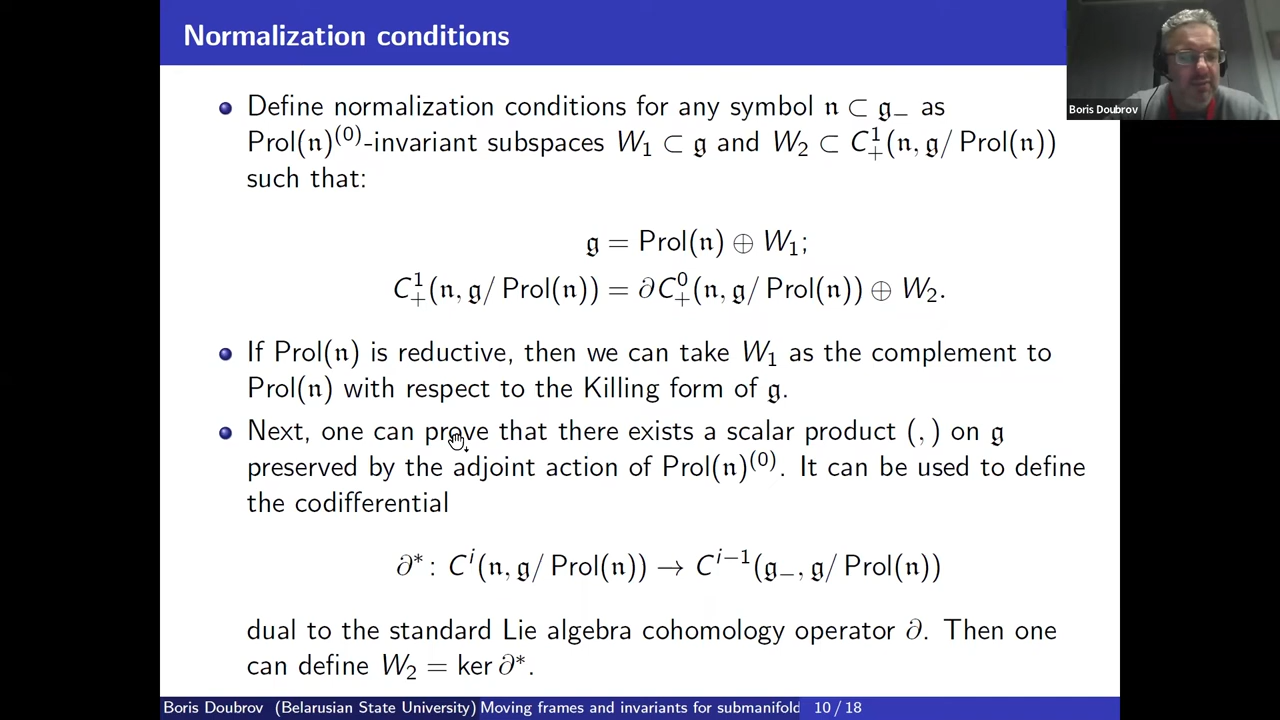 Normalization conditions
Boris Doubrov
Define normalization conditions for any symbol 𝔫 ⊂ 𝔤₋ as
Prol(𝔫)⁽⁰⁾-invariant subspaces W₁ ⊂ 𝔤 and W₂ ⊂ C¹₊(𝔫, 𝔤/ Prol(𝔫))
such that:
𝔤 = Prol(𝔫) ⊕ W₁;
C¹₊(𝔫, 𝔤/ Prol(𝔫)) = ∂C⁰₊(𝔫, 𝔤/ Prol(𝔫)) ⊕ W₂.
If Prol(𝔫) is reductive, then we can take W₁ as the complement to
Prol(𝔫) with respect to the Killing form of 𝔤.
Next, one can prove that there exists a scalar product (, ) on 𝔤
preserved by the adjoint action of Prol(𝔫)⁽⁰⁾. It can be used to define
the codifferential
∂*: Cⁱ(𝔫, 𝔤/ Prol(𝔫)) → Cⁱ⁻¹(𝔤₋, 𝔤/ Prol(𝔫))
dual to the standard Lie algebra cohomology operator ∂. Then one
can define W₂ = ker ∂*.
Boris Doubrov (Belarusian State University) Moving frames and invariants for submanifold 10 / 18